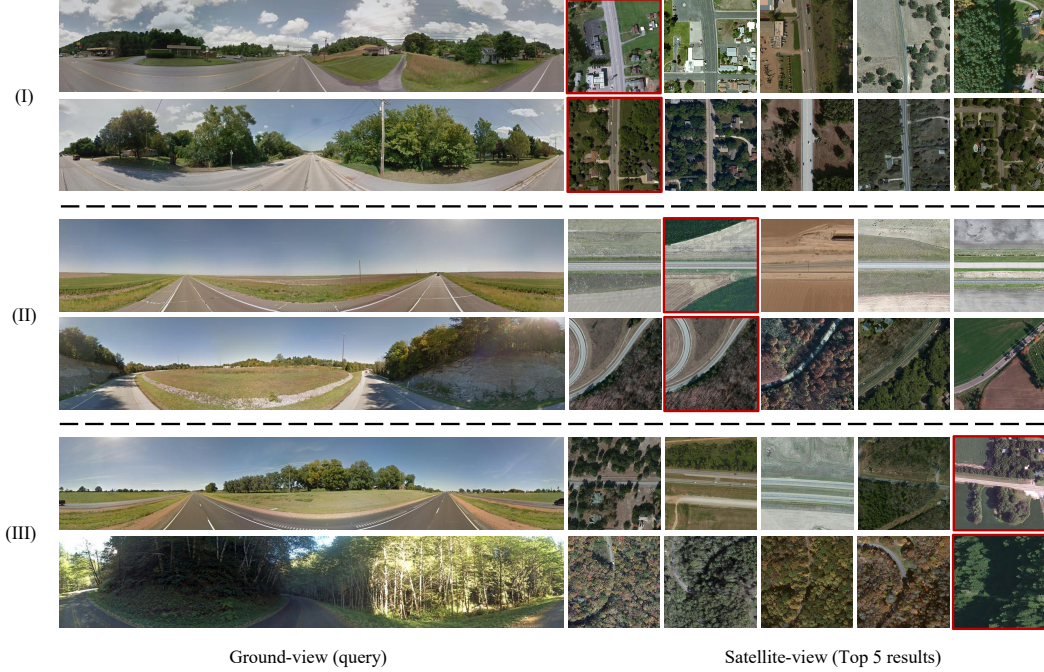 (I)
(II)
(III)
Ground-view (query)
Satellite-view (Top 5 results)